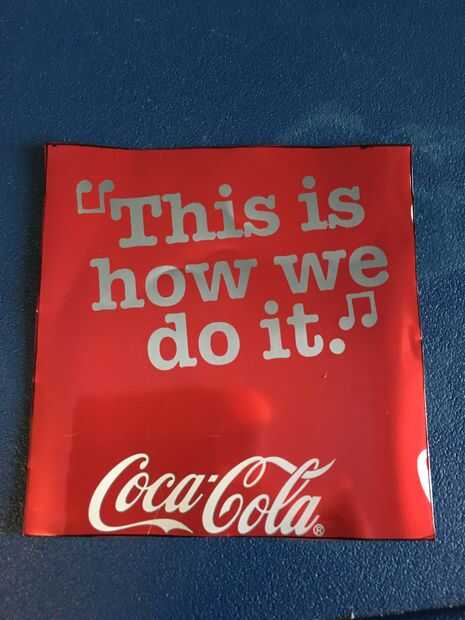 "This is
how we
do it."
Coca-Cola®